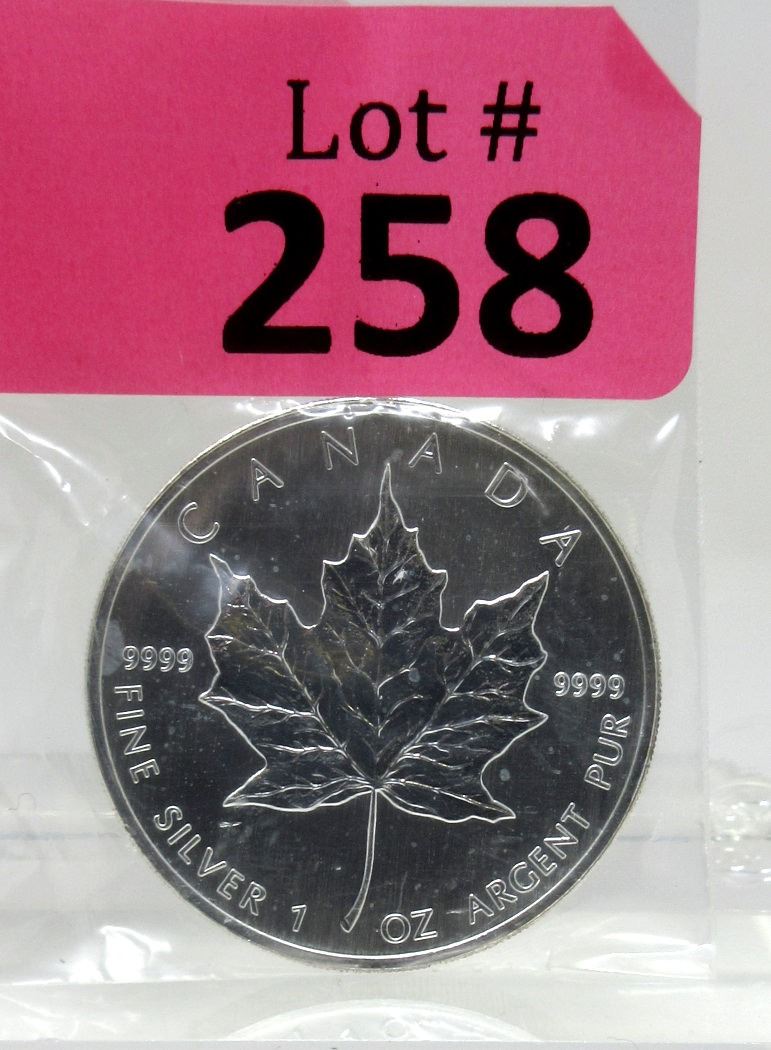 Lot #
258
CANADA
9999
9999
FINE SILVER 1 OZ ARGENT PUR